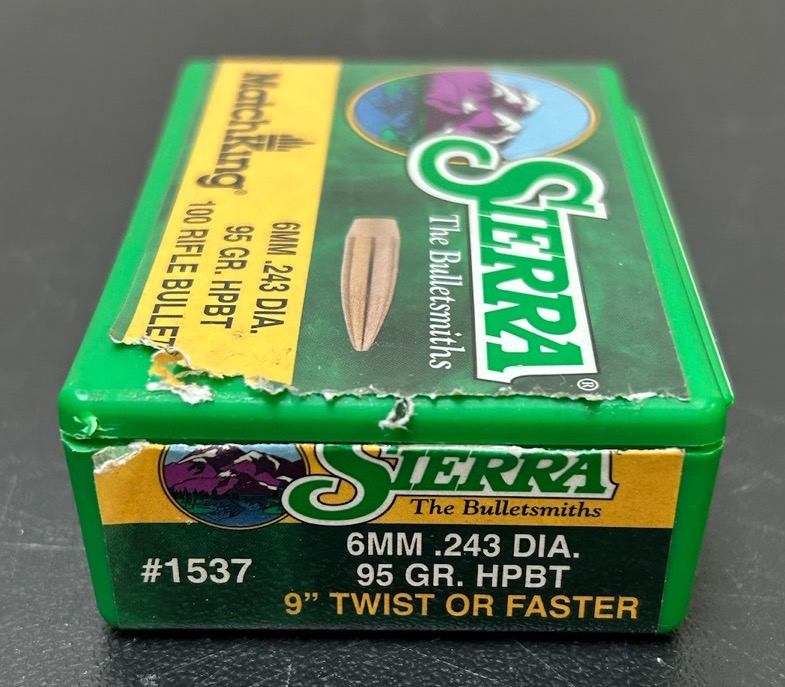 MatchKing®
6MM .243 DIA.
95 GR. HPBT
100 RIFLE BULLET
SIERRA®
The Bulletsmiths
SIERRA
The Bulletsmiths
#1537
6MM .243 DIA.
95 GR. HPBT
9” TWIST OR FASTER